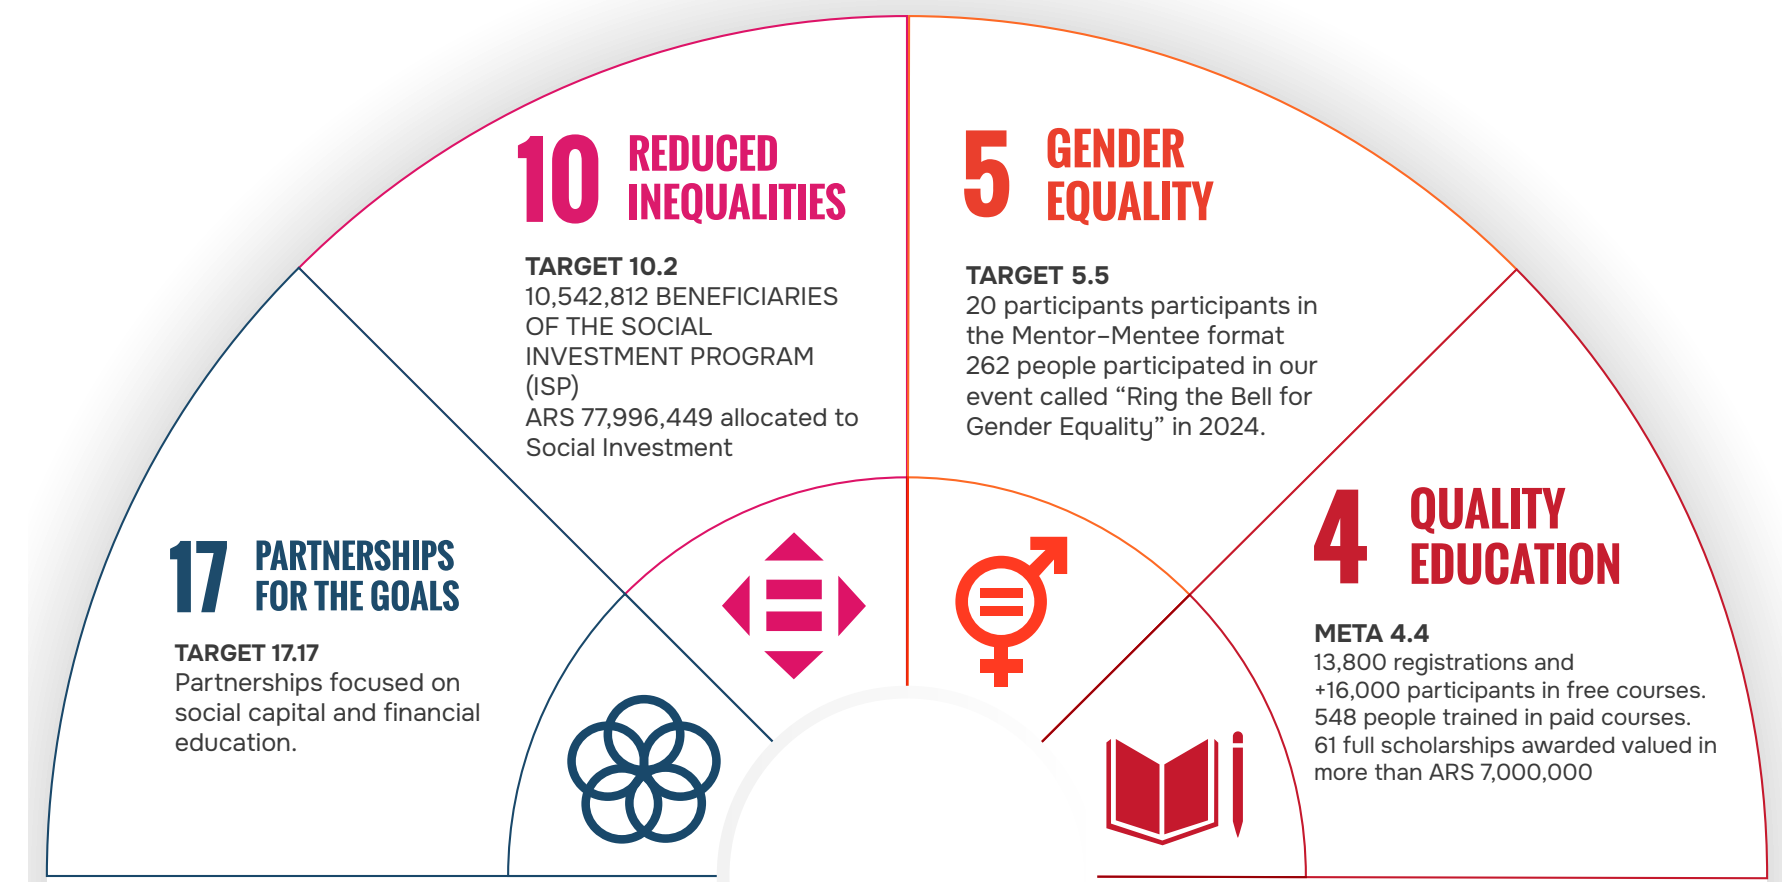 10 REDUCED
INEQUALITIES
TARGET 10.2
10,542,812 BENEFICIARIES
OF THE SOCIAL
INVESTMENT PROGRAM
(ISP)
ARS 77,996,449 allocated to
Social Investment
5 GENDER
EQUALITY
TARGET 5.5
20 participants participants in
the Mentor–Mentee format
262 people participated in our
event called “Ring the Bell for
Gender Equality” in 2024.
17 PARTNERSHIPS
FOR THE GOALS
TARGET 17.17
Partnerships focused on
social capital and financial
education.
4 QUALITY
EDUCATION
META 4.4
13,800 registrations and
+16,000 participants in free courses.
548 people trained in paid courses.
61 full scholarships awarded valued in
more than ARS 7,000,000